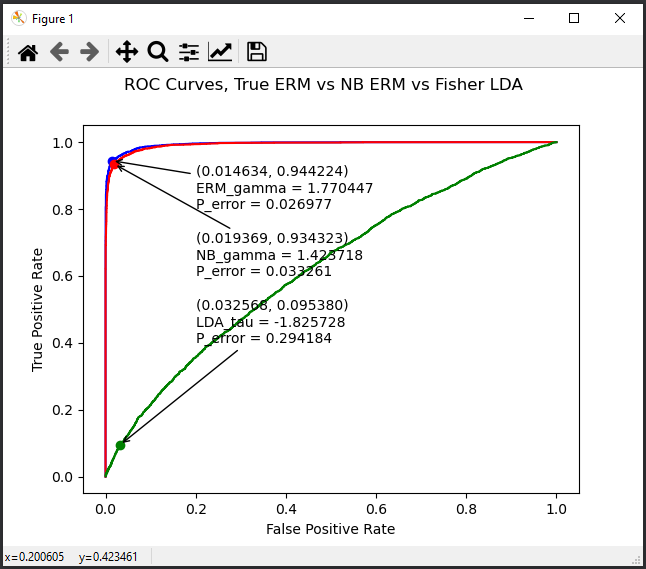 Figure 1
ROC Curves, True ERM vs NB ERM vs Fisher LDA
1.0
0.8
0.6
0.4
0.2
0.0
True Positive Rate
(0.014634, 0.944224)
ERM_gamma = 1.770447
P_error = 0.026977
(0.019369, 0.934323)
NB_gamma = 1.423718
P_error = 0.033261
(0.032568, 0.095380)
LDA_tau = -1.825728
P_error = 0.294184
0.0 0.2 0.4 0.6 0.8 1.0
False Positive Rate
x=0.200605 y=0.423461